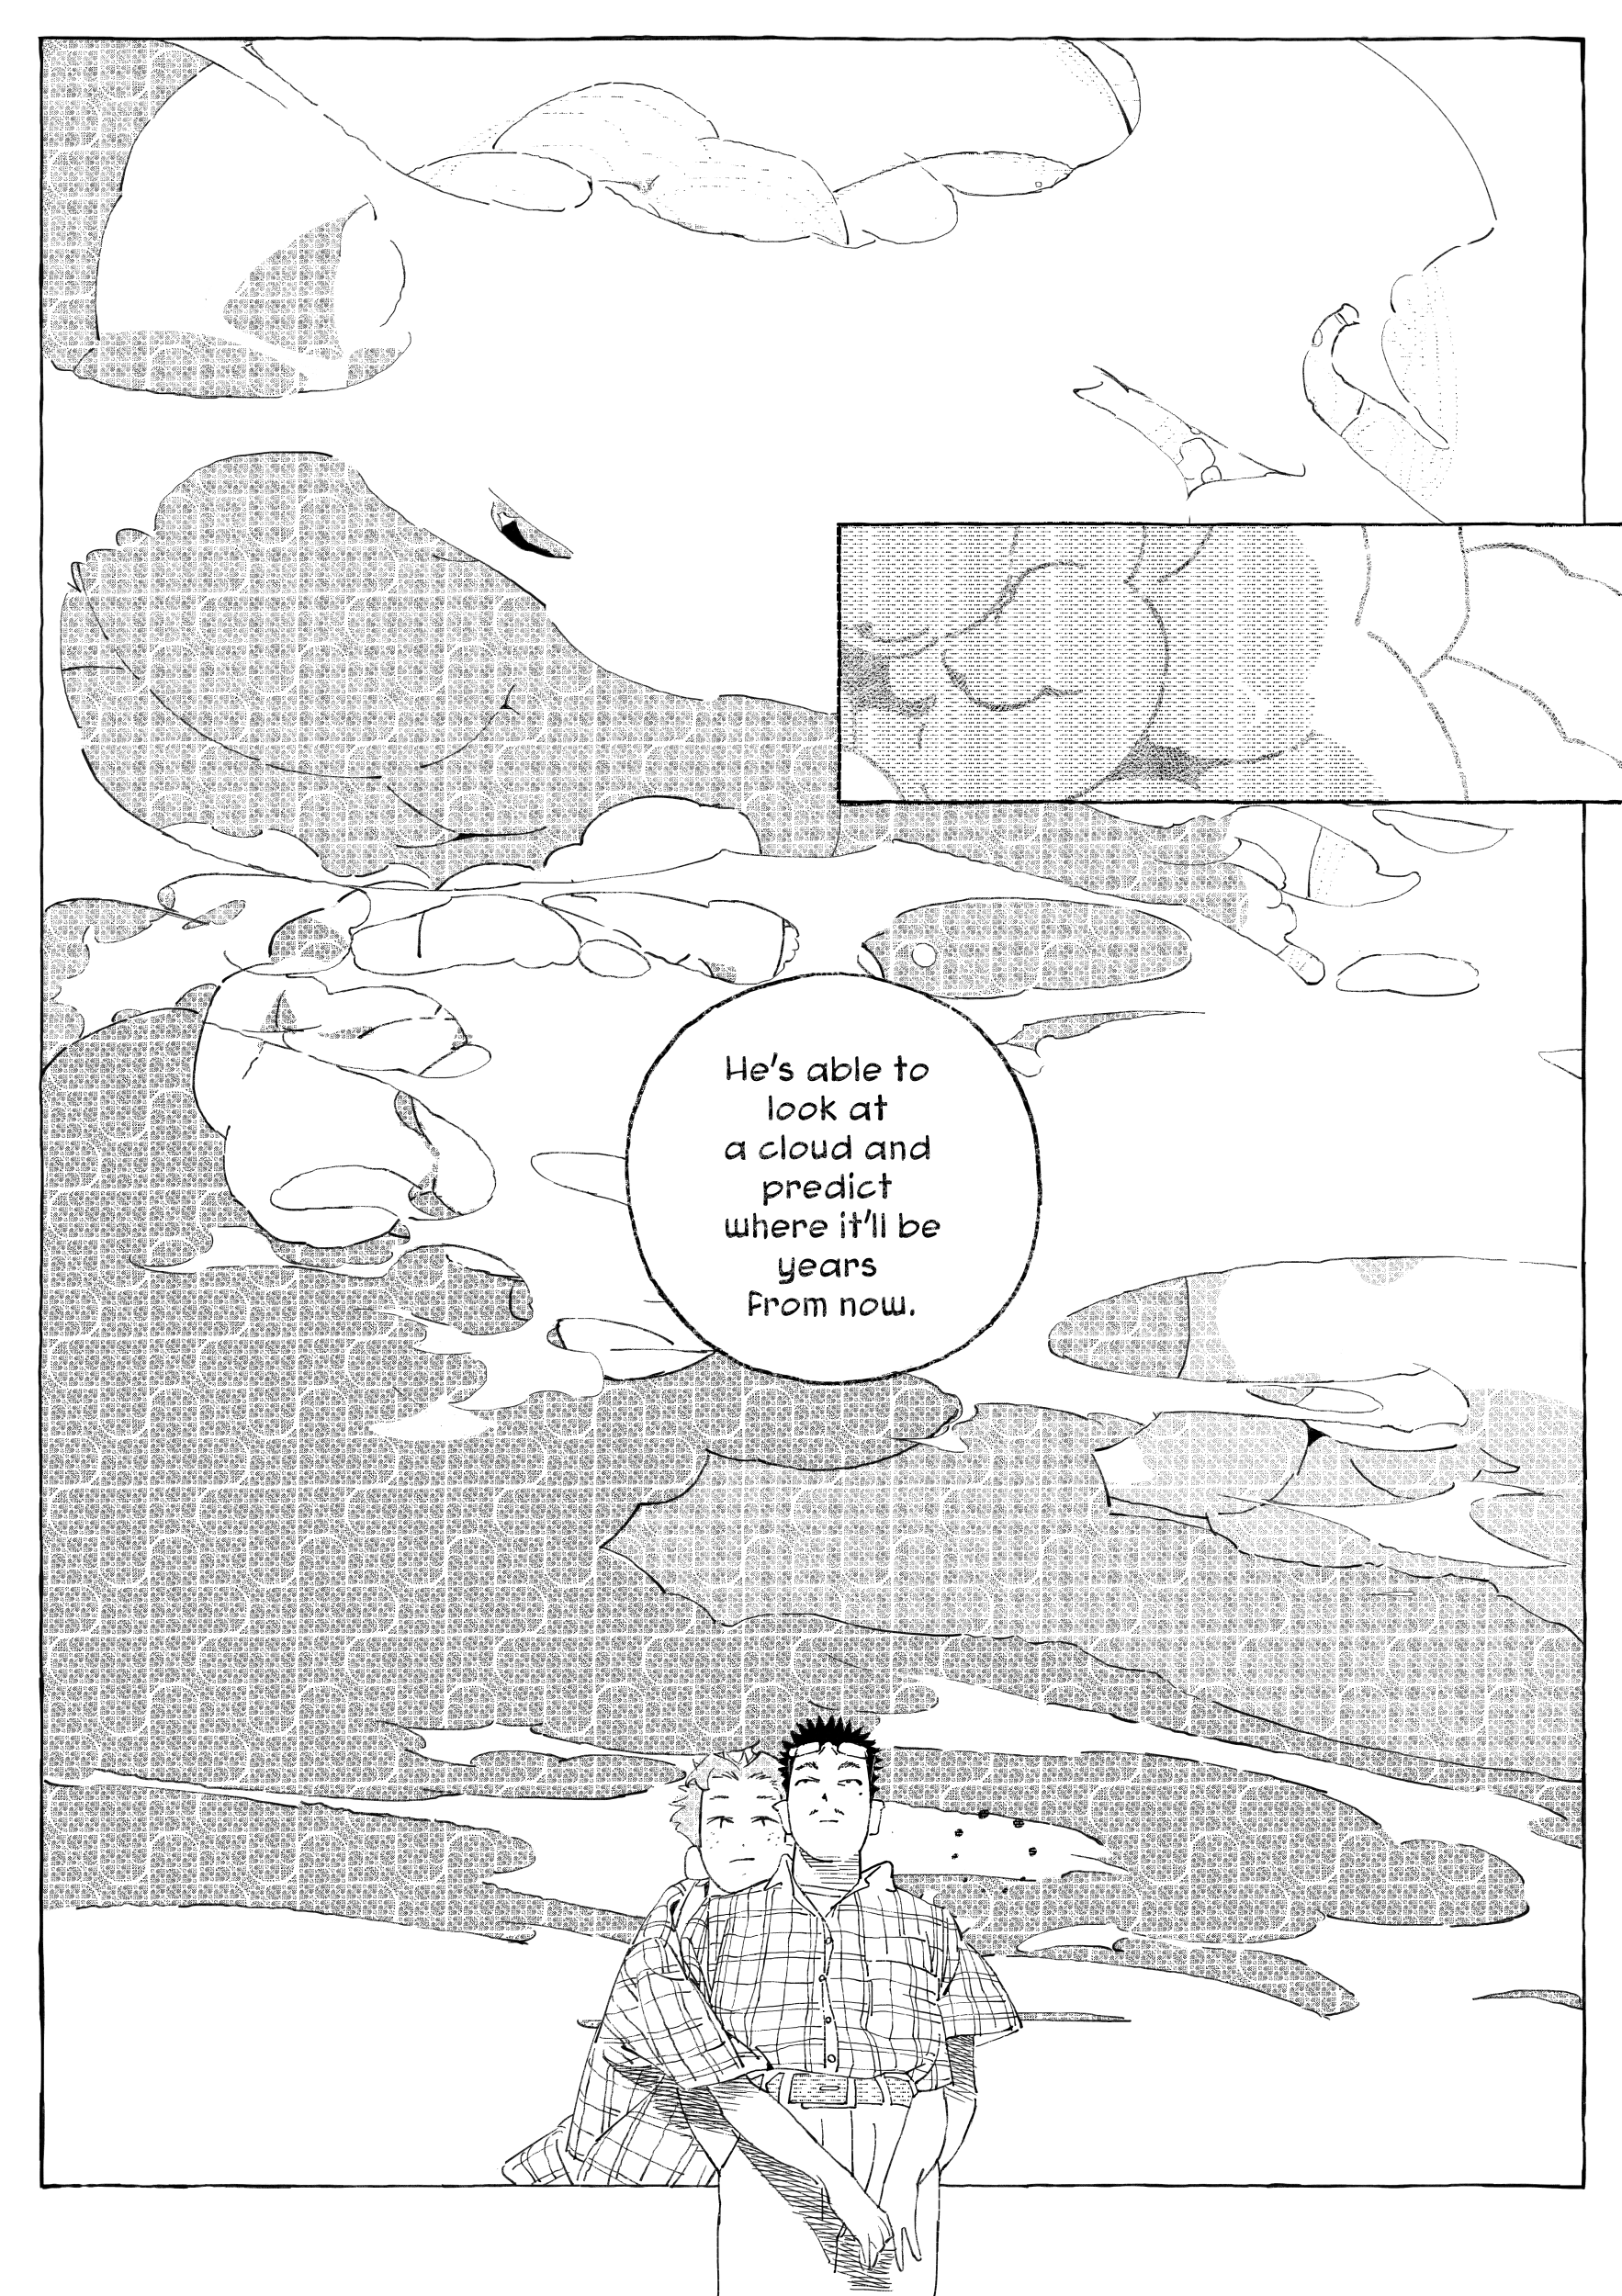 He's able to
look at
a cloud and
predict
where it'll be
years
from now.